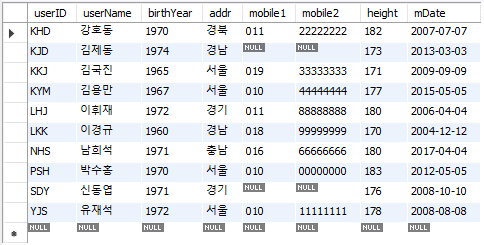 userID userName birthYear addr mobile1 mobile2 height mDate
KHD 강호동 1970 경북 011 22222222 182 2007-07-07
KJD 김제동 1974 경남 NULL NULL 173 2013-03-03
KKJ 김국진 1965 서울 019 33333333 171 2009-09-09
KYM 김용만 1967 서울 010 44444444 177 2015-05-05
LHJ 이휘재 1972 경기 011 88888888 180 2006-04-04
LKK 이경규 1960 경남 018 99999999 170 2004-12-12
NHS 남희석 1971 충남 016 66666666 180 2017-04-04
PSH 박수홍 1970 서울 010 00000000 183 2012-05-05
SDY 신동엽 1971 경기 NULL NULL 176 2008-10-10
YJS 유재석 1972 서울 010 11111111 178 2008-08-08
NULL NULL NULL NULL NULL NULL NULL NULL